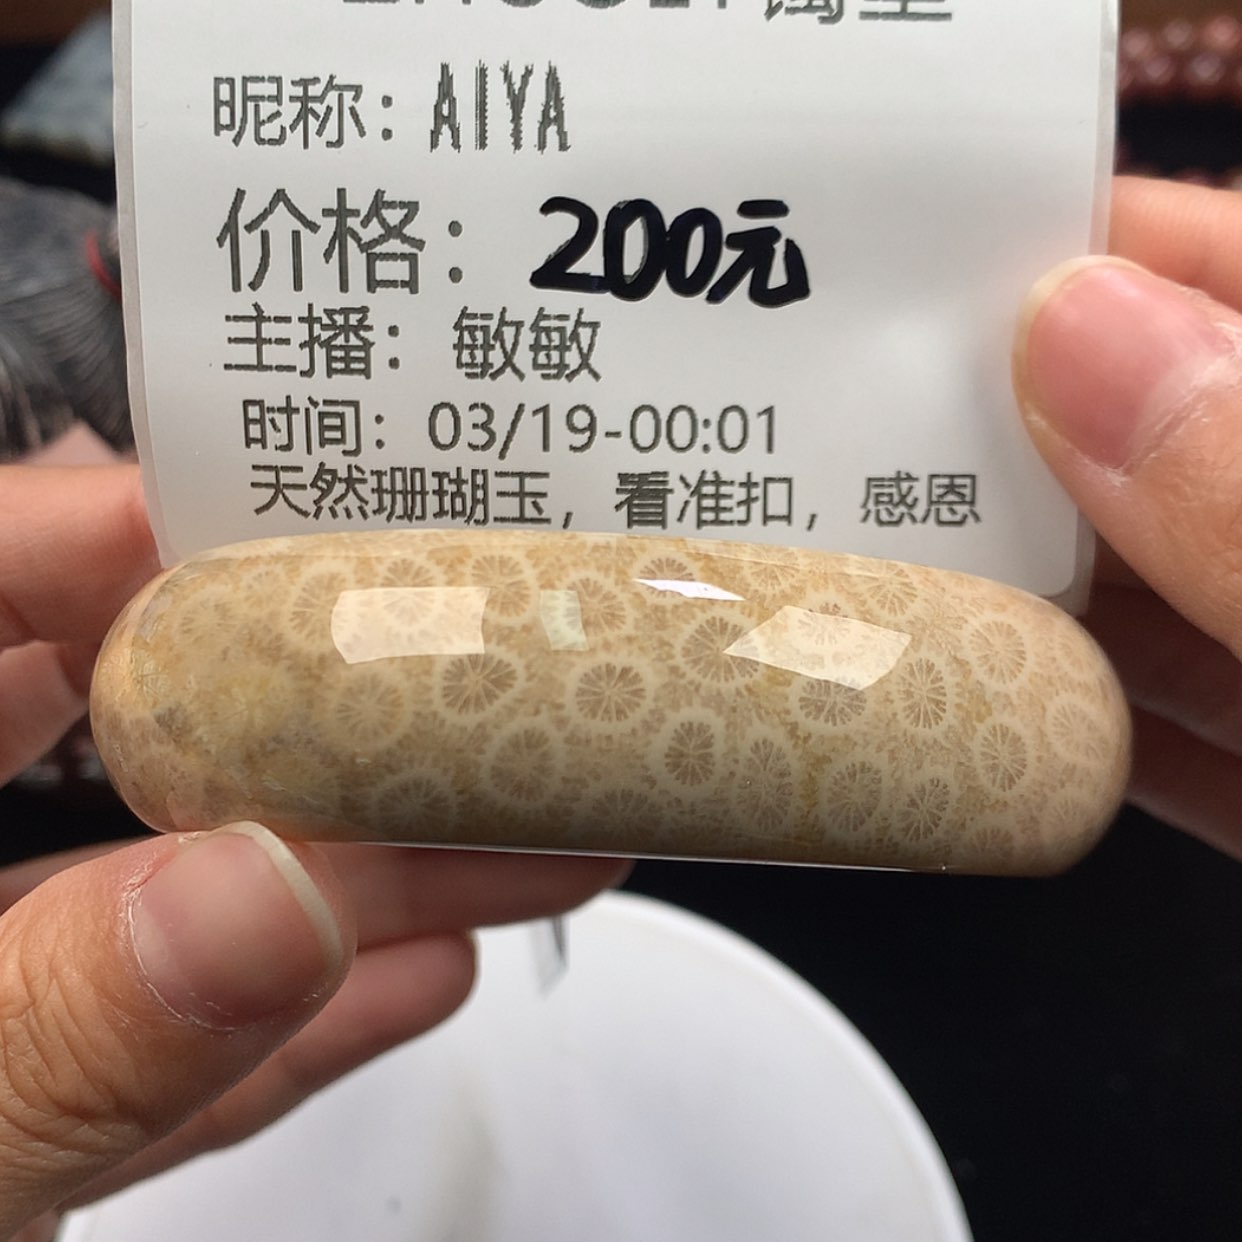 昵称：AIYA
价格：200元
主播：敏敏
时间：03/19-00:01
天然珊瑚玉，看准扣，感恩